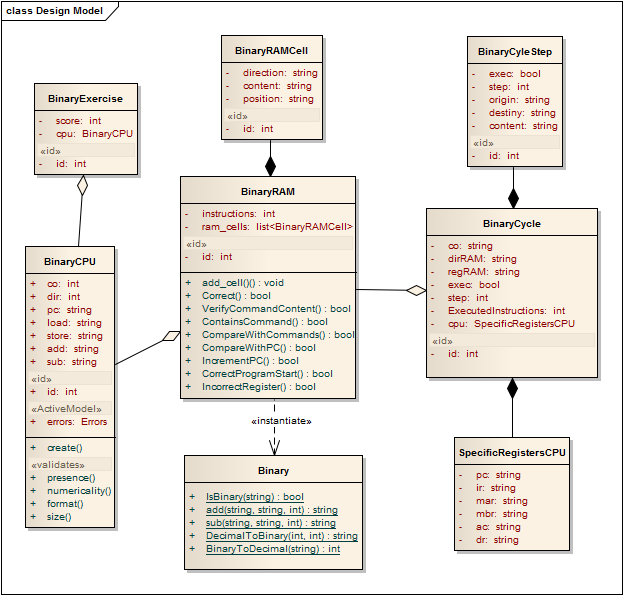 class Design Model
BinaryRAMCell
- direction: string
- content: string
- position: string
«id»
- id: int
BinaryCyleStep
- exec: bool
- step: int
- origin: string
- destiny: string
- content: string
«id»
- id: int
BinaryExercise
- score: int
- cpu: BinaryCPU
«id»
- id: int
BinaryRAM
- instructions: int
- ram_cells: list<BinaryRAMCell>
«id»
- id: int
+ add_cell()() : void
+ Correct() : bool
+ VerifyCommandContent() : bool
+ ContainsCommand() : bool
+ CompareWithCommands() : bool
+ CompareWithPC() : bool
+ IncrementPC() : bool
+ CorrectProgramStart() : bool
+ IncorrectRegister() : bool
BinaryCycle
- co: string
- dirRAM: string
- regRAM: string
- exec: bool
- step: int
- ExecutedInstructions: int
- cpu: SpecificRegistersCPU
«id»
- id: int
BinaryCPU
+ co: int
+ dir: int
+ pc: string
+ load: string
+ store: string
+ add: string
+ sub: string
«id»
+ id: int
«ActiveModel»
+ errors: Errors
+ create()
«validates»
+ presence()
+ numericality()
+ format()
+ size()
«instantiate»
Binary
+ IsBinary(string) : bool
+ add(string, string, int) : string
+ sub(string, string, int) : string
+ DecimalToBinary(int, int) : string
+ BinaryToDecimal(string) : int
SpecificRegistersCPU
- pc: string
- ir: string
- mar: string
- mbr: string
- ac: string
- dr: string